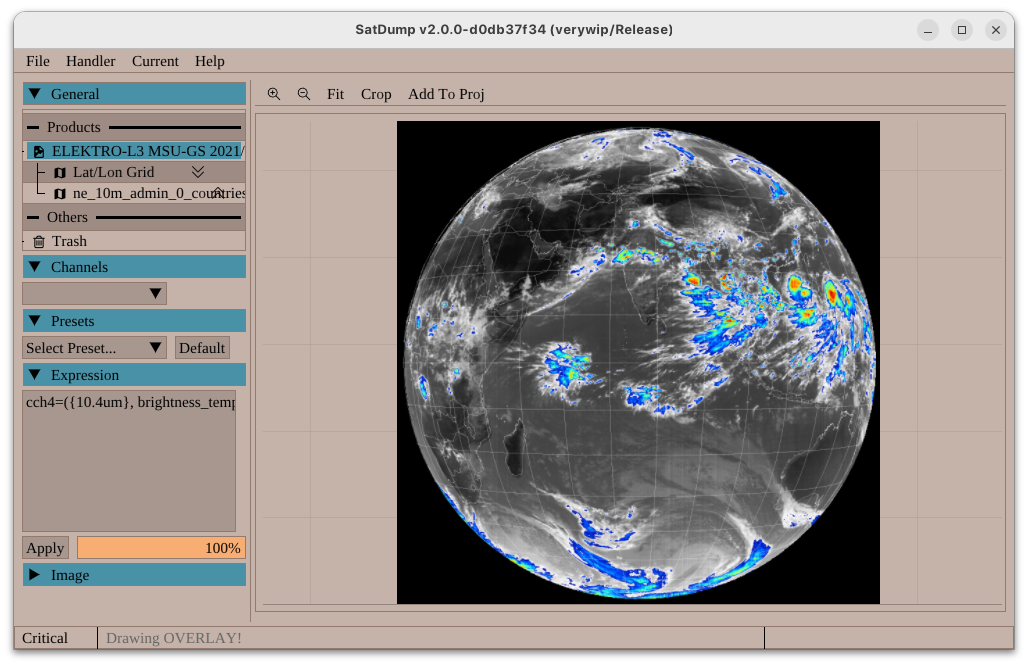 SatDump v2.0.0-d0db37f34 (verywip/Release)
File Handler Current Help
General
Fit Crop Add To Proj
Products
ELEKTRO-L3 MSU-GS 2021/
Lat/Lon Grid
ne_10m_admin_0_countries
Others
Trash
Channels
Presets
Select Preset... Default
Expression
cch4=({10.4um}, brightness_temp
Apply 100%
Image
Critical Drawing OVERLAY!